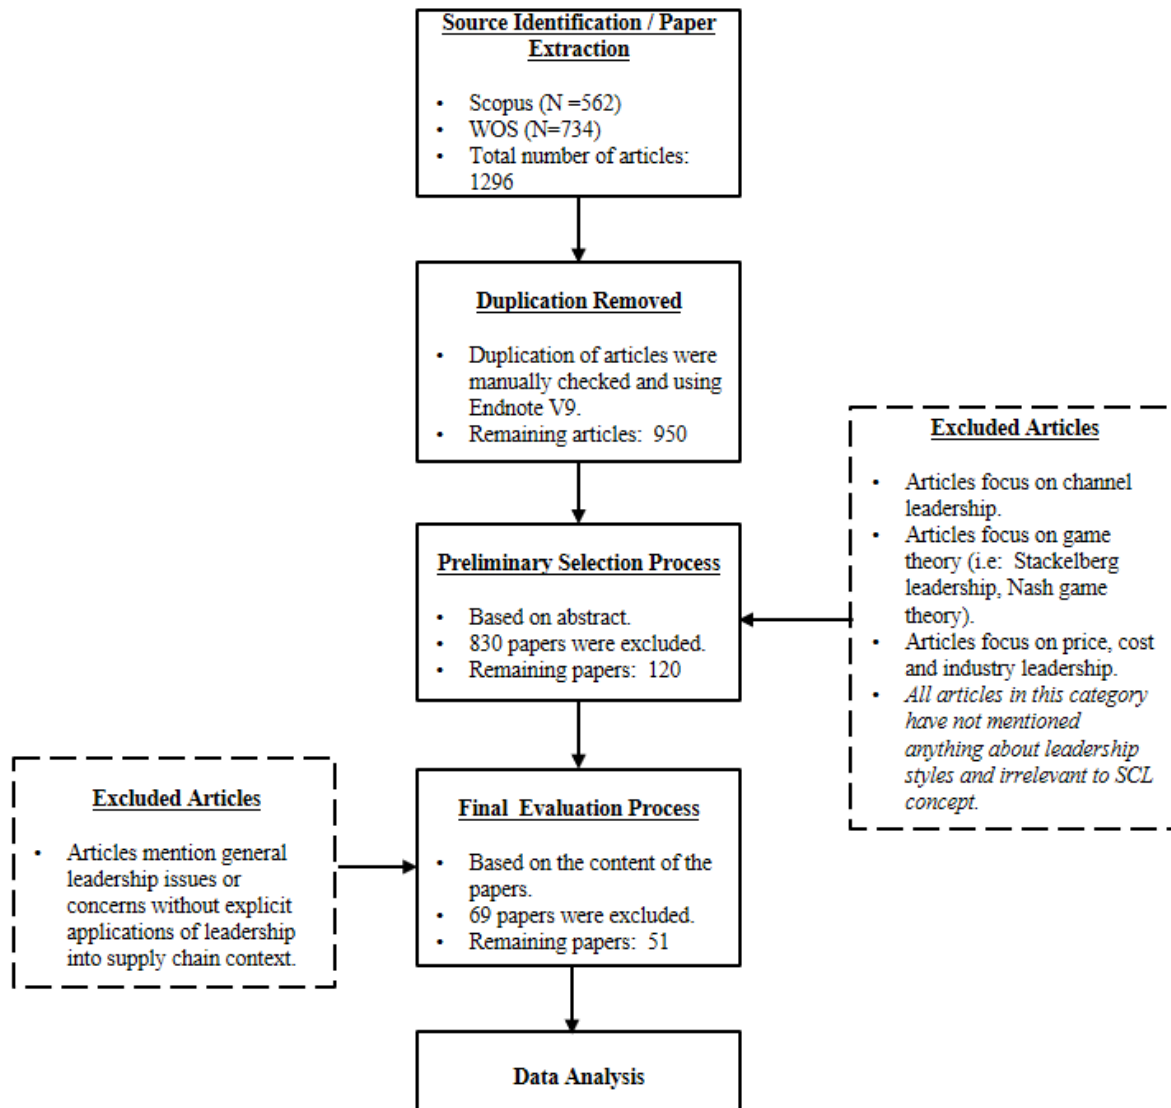 Source Identification / Paper
Extraction
• Scopus (N =562)
• WOS (N=734)
• Total number of articles:
1296
Duplication Removed
• Duplication of articles were
manually checked and using
Endnote V9.
• Remaining articles: 950
Preliminary Selection Process
• Based on abstract.
• 830 papers were excluded.
• Remaining papers: 120
Excluded Articles
• Articles focus on channel
leadership.
• Articles focus on game
theory (i.e: Stackelberg
leadership, Nash game
theory).
• Articles focus on price, cost
and industry leadership.
• All articles in this category
have not mentioned
anything about leadership
styles and irrelevant to SCL
concept.
Excluded Articles
• Articles mention general
leadership issues or
concerns without explicit
applications of leadership
into supply chain context.
Final Evaluation Process
• Based on the content of the
papers.
• 69 papers were excluded.
• Remaining papers: 51
Data Analysis